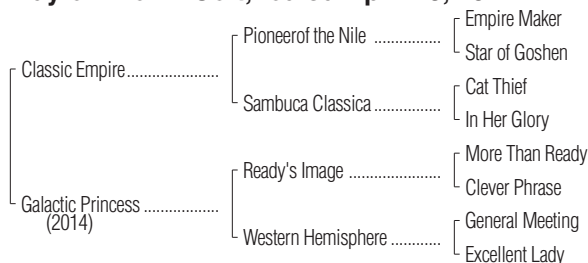 Empire Maker
Pioneerof the Nile ................
Star of Goshen
Classic Empire......................
Cat Thief
Sambuca Classica ................
In Her Glory
More Than Ready
Ready's Image ......................
Clever Phrase
Galactic Princess ..................
(2014)
General Meeting
Western Hemisphere ............
Excellent Lady